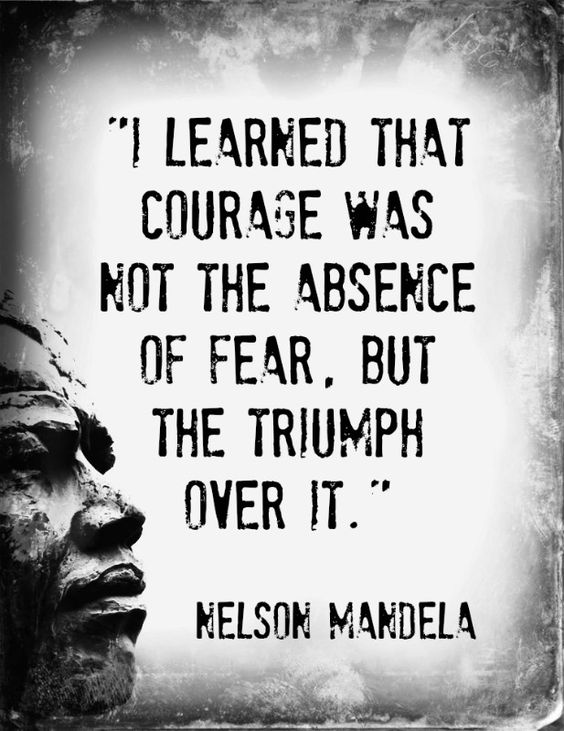 "I LEARNED THAT
COURAGE WAS
NOT THE ABSENCE
OF FEAR, BUT
THE TRIUMPH
OVER IT."
NELSON MANDELA